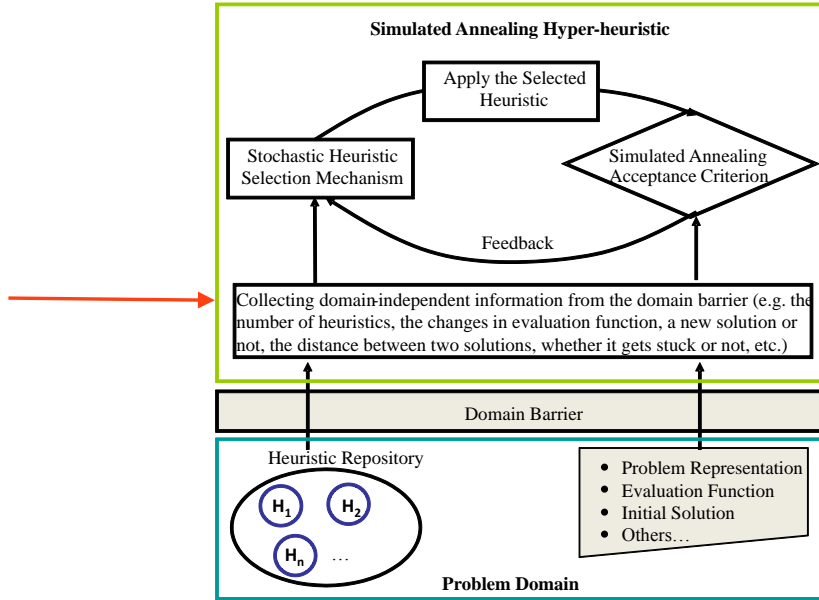 Simulated Annealing Hyper-heuristic
Apply the Selected
Heuristic
Stochastic Heuristic
Selection Mechanism
Simulated Annealing
Acceptance Criterion
Feedback
Collecting domain-independent information from the domain barrier (e.g. the
number of heuristics, the changes in evaluation function, a new solution or
not, the distance between two solutions, whether it gets stuck or not, etc.)
Domain Barrier
Heuristic Repository
H1
H2
Hn
...
• Problem Representation
• Evaluation Function
• Initial Solution
• Others…
Problem Domain